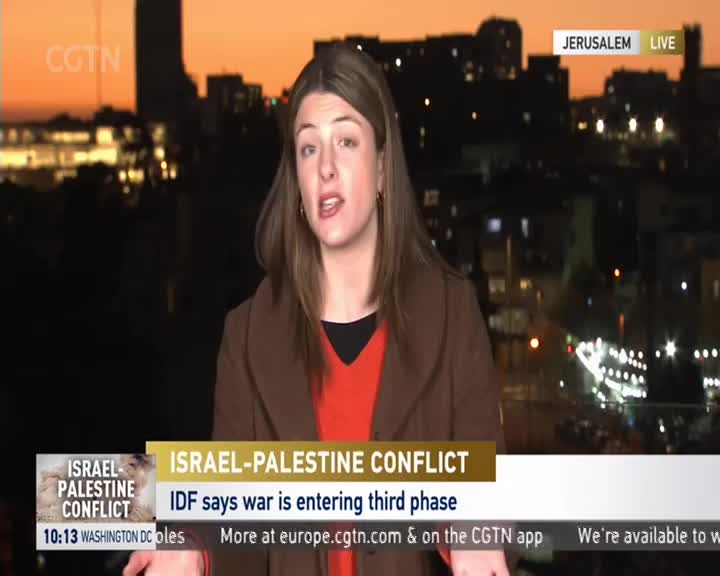 CGTN
JERUSALEM LIVE
ISRAEL-PALESTINE CONFLICT
IDF says war is entering third phase
ISRAEL-
PALESTINE
CONFLICT
10:13 WASHINGTON DC oles More at europe.cgtn.com & on the CGTN app We're available to w